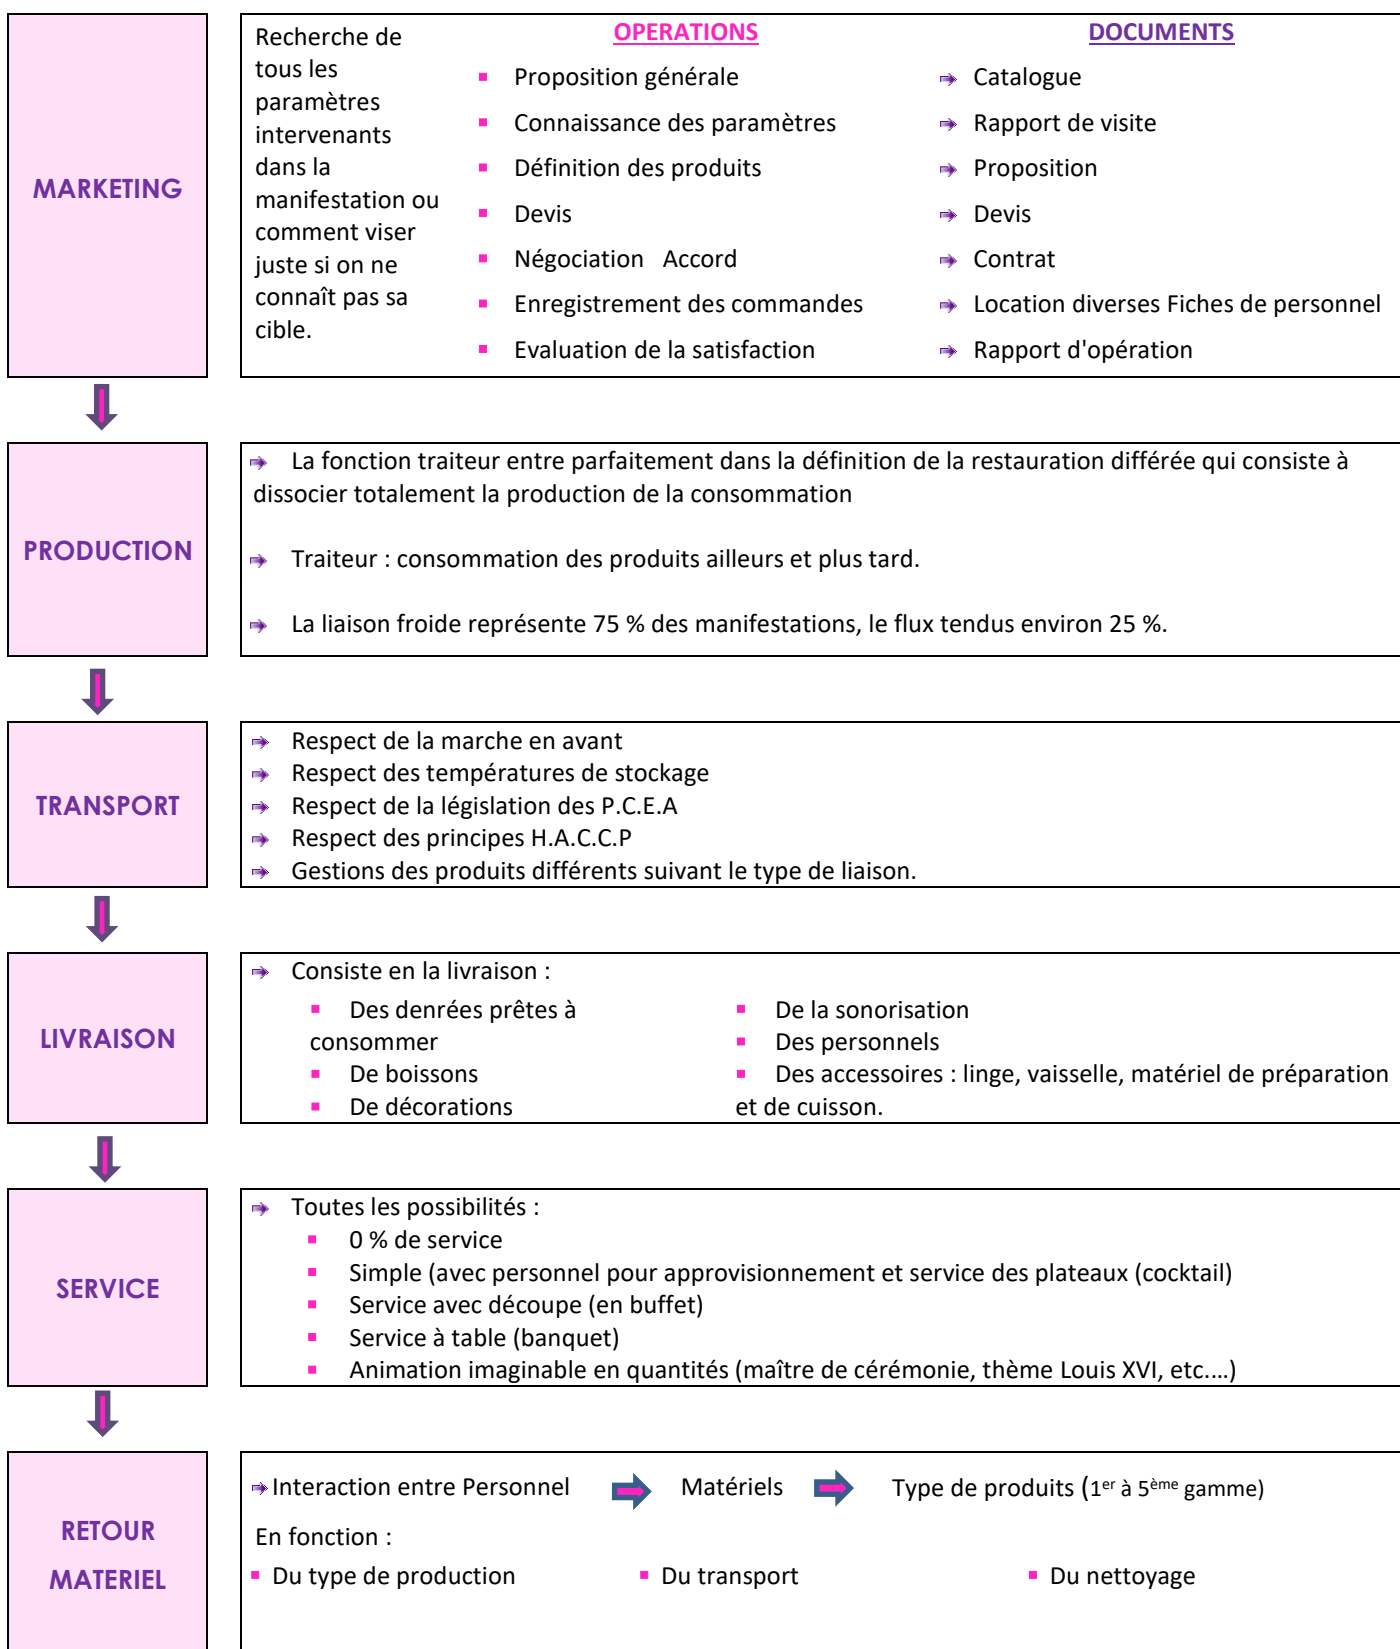 MARKETING
Recherche de
tous les
paramètres
intervenants
dans la
manifestation ou
comment viser
juste si on ne
connaît pas sa
cible.
OPERATIONS
Proposition générale
Connaissance des paramètres
Définition des produits
Devis
Négociation Accord
Enregistrement des commandes
Evaluation de la satisfaction
DOCUMENTS
Catalogue
Rapport de visite
Proposition
Devis
Contrat
Location diverses Fiches de personnel
Rapport d'opération
PRODUCTION
La fonction traiteur entre parfaitement dans la définition de la restauration différée qui consiste à
dissocier totalement la production de la consommation
Traiteur : consommation des produits ailleurs et plus tard.
La liaison froide représente 75 % des manifestations, le flux tendus environ 25 %.
TRANSPORT
Respect de la marche en avant
Respect des températures de stockage
Respect de la législation des P.C.E.A
Respect des principes H.A.C.C.P
Gestions des produits différents suivant le type de liaison.
LIVRAISON
Consiste en la livraison :
Des denrées prêtes à
consommer
De boissons
De décorations
De la sonorisation
Des personnels
Des accessoires : linge, vaisselle, matériel de préparation
et de cuisson.
SERVICE
Toutes les possibilités :
0 % de service
Simple (avec personnel pour approvisionnement et service des plateaux (cocktail)
Service avec découpe (en buffet)
Service à table (banquet)
Animation imaginable en quantités (maître de cérémonie, thème Louis XVI, etc.…)
RETOUR
MATERIEL
Interaction entre Personnel Matériels Type de produits (1er à 5ème gamme)
En fonction :
Du type de production Du transport Du nettoyage